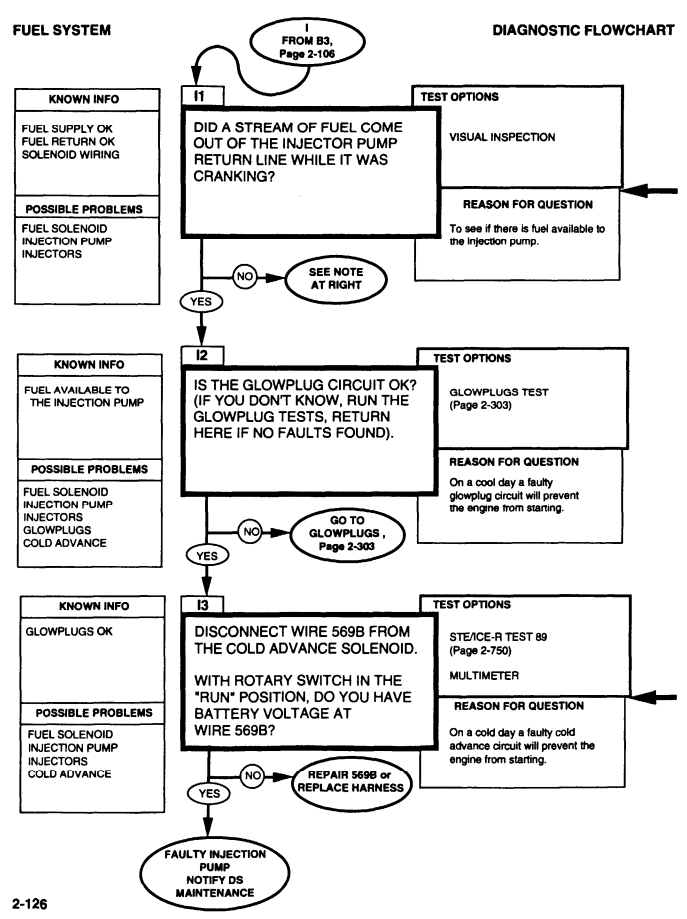 FUEL SYSTEM
DIAGNOSTIC FLOWCHART
I
FROM B3,
Page 2-106
KNOWN INFO
FUEL SUPPLY OK
FUEL RETURN OK
SOLENOID WIRING
POSSIBLE PROBLEMS
FUEL SOLENOID
INJECTION PUMP
INJECTORS
I1
DID A STREAM OF FUEL COME
OUT OF THE INJECTOR PUMP
RETURN LINE WHILE IT WAS
CRANKING?
TEST OPTIONS
VISUAL INSPECTION
REASON FOR QUESTION
To see if there is fuel available to
the injection pump.
NO
SEE NOTE
AT RIGHT
YES
KNOWN INFO
FUEL AVAILABLE TO
THE INJECTION PUMP
POSSIBLE PROBLEMS
FUEL SOLENOID
INJECTION PUMP
INJECTORS
GLOWPLUGS
COLD ADVANCE
I2
IS THE GLOWPLUG CIRCUIT OK?
(IF YOU DON'T KNOW, RUN THE
GLOWPLUG TESTS, RETURN
HERE IF NO FAULTS FOUND).
TEST OPTIONS
GLOWPLUGS TEST
(Page 2-303)
REASON FOR QUESTION
On a cool day a faulty
glowplug circuit will prevent
the engine from starting.
NO
GO TO
GLOWPLUGS ,
Page 2-303
YES
KNOWN INFO
GLOWPLUGS OK
POSSIBLE PROBLEMS
FUEL SOLENOID
INJECTION PUMP
INJECTORS
COLD ADVANCE
I3
DISCONNECT WIRE 569B FROM
THE COLD ADVANCE SOLENOID.
WITH ROTARY SWITCH IN THE
"RUN" POSITION, DO YOU HAVE
BATTERY VOLTAGE AT
WIRE 569B?
TEST OPTIONS
STE/ICE-R TEST 89
(Page 2-750)
MULTIMETER
REASON FOR QUESTION
On a cold day a faulty cold
advance circuit will prevent the
engine from starting.
NO
REPAIR 569B or
REPLACE HARNESS
YES
FAULTY INJECTION
PUMP
NOTIFY DS
MAINTENANCE
2-126